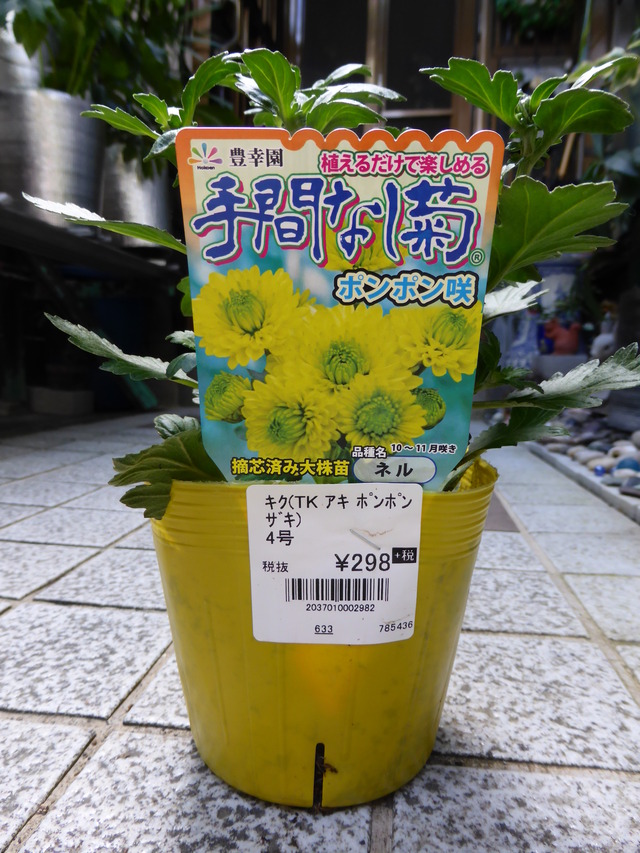 豊幸園
植えるだけで楽しめる
手間なし菊®
ポンポン咲
品種名 10～11月咲き
摘芯済み大株苗 ネル
キク(TK アキ ポンポン
ザキ)
4号
税抜 ¥298 +税
2037010002982
633 785436